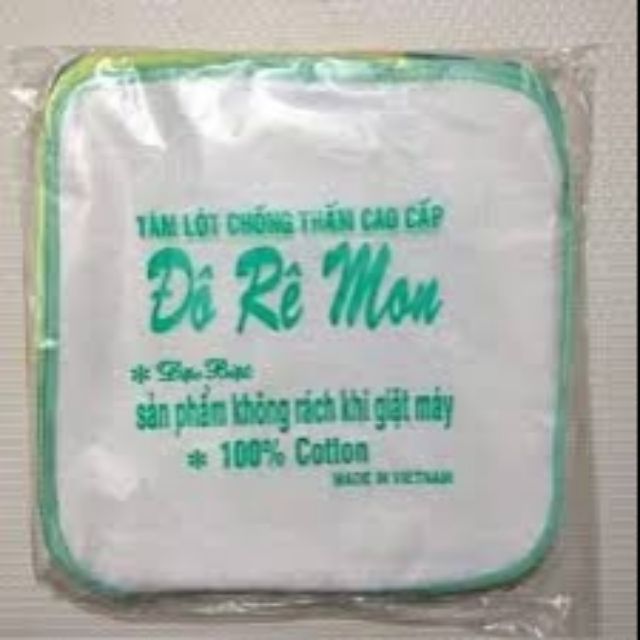 TẤM LÓT CHỐNG THẤM CAO CẤP
Đô Rê Mon
* Đặc Biệt
sản phẩm không rách khi giặt máy
* 100% Cotton
MADE IN VIETNAM